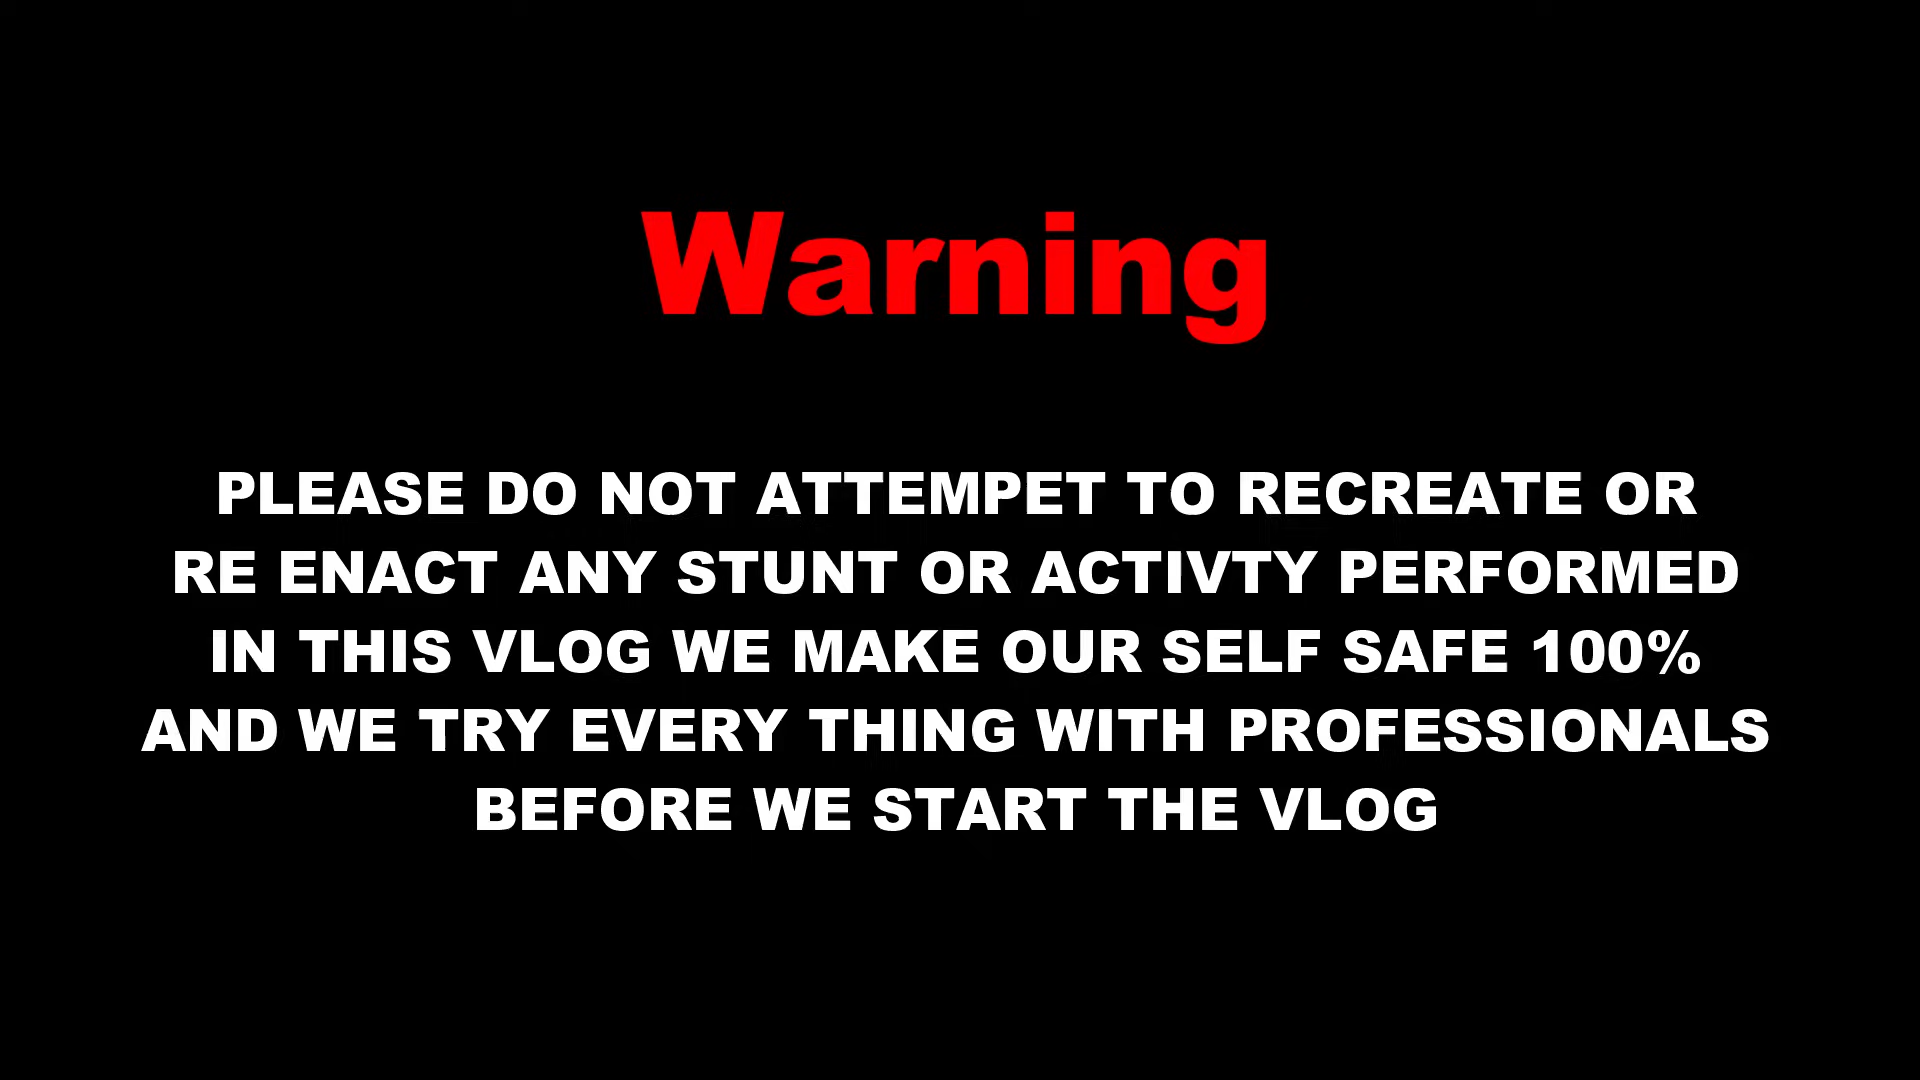 Warning
PLEASE DO NOT ATTEMPET TO RECREATE OR
RE ENACT ANY STUNT OR ACTIVTY PERFORMED
IN THIS VLOG WE MAKE OUR SELF SAFE 100%
AND WE TRY EVERY THING WITH PROFESSIONALS
BEFORE WE START THE VLOG